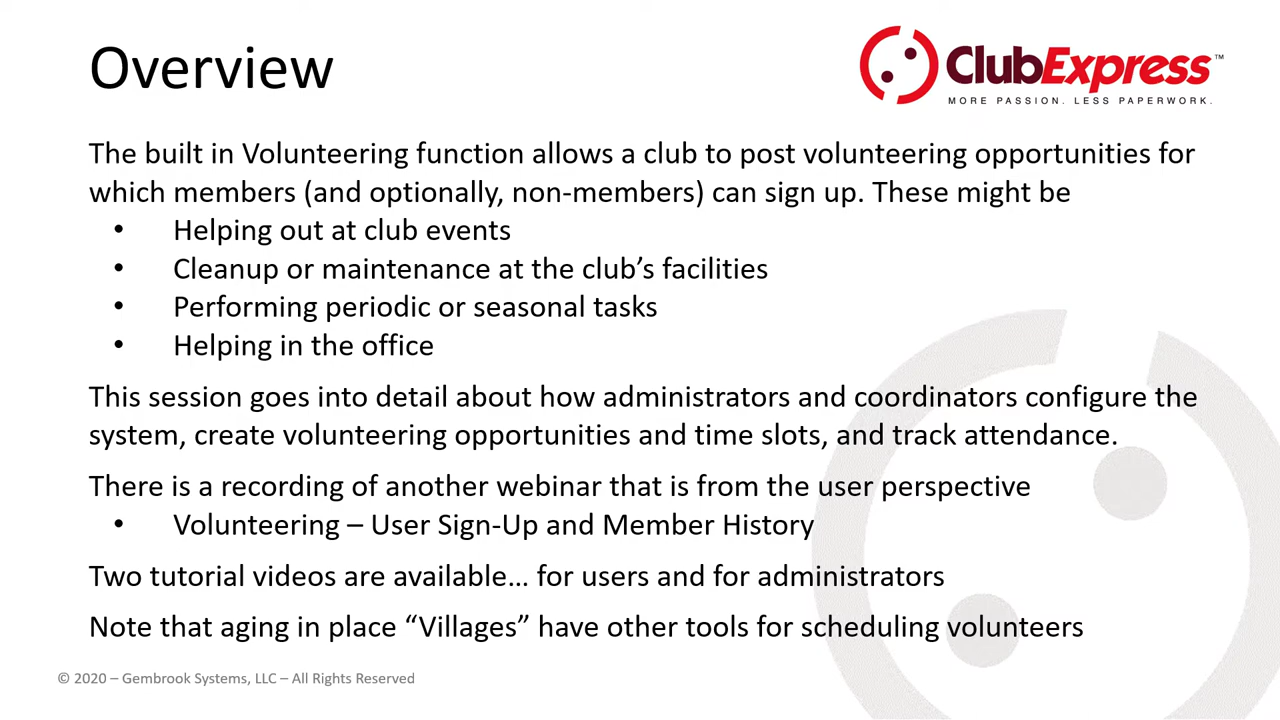 Overview
ClubExpress™
MORE PASSION. LESS PAPERWORK.
The built in Volunteering function allows a club to post volunteering opportunities for
which members (and optionally, non-members) can sign up. These might be
• Helping out at club events
• Cleanup or maintenance at the club’s facilities
• Performing periodic or seasonal tasks
• Helping in the office
This session goes into detail about how administrators and coordinators configure the
system, create volunteering opportunities and time slots, and track attendance.
There is a recording of another webinar that is from the user perspective
• Volunteering – User Sign-Up and Member History
Two tutorial videos are available… for users and for administrators
Note that aging in place “Villages” have other tools for scheduling volunteers
© 2020 – Gembrook Systems, LLC – All Rights Reserved